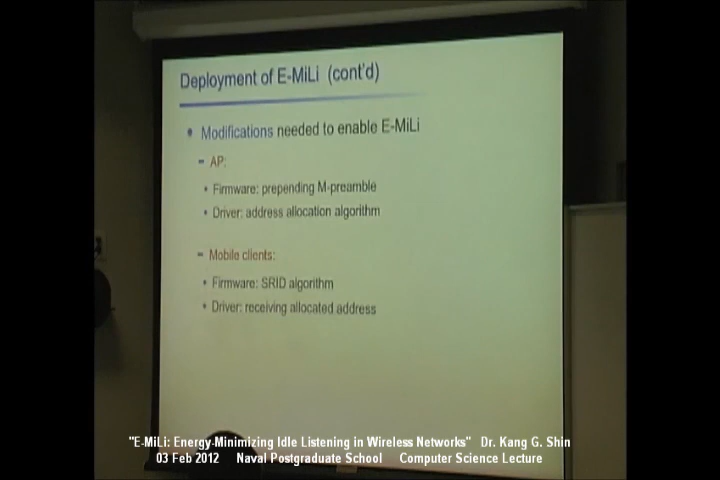 Deployment of E-MiLi (cont'd)
• Modifications needed to enable E-MiLi
– AP:
• Firmware: prepending M-preamble
• Driver: address allocation algorithm
– Mobile clients:
• Firmware: SRID algorithm
• Driver: receiving allocated address
"E-MiLi: Energy-Minimizing Idle Listening in Wireless Networks" Dr. Kang G. Shin
03 Feb 2012 Naval Postgraduate School Computer Science Lecture